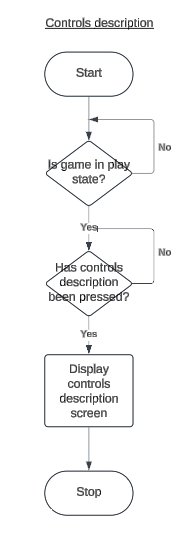 Controls description
Start
Is game in play
state?
No
Yes
Has controls
description
been pressed?
No
Yes
Display
controls
description
screen
Stop